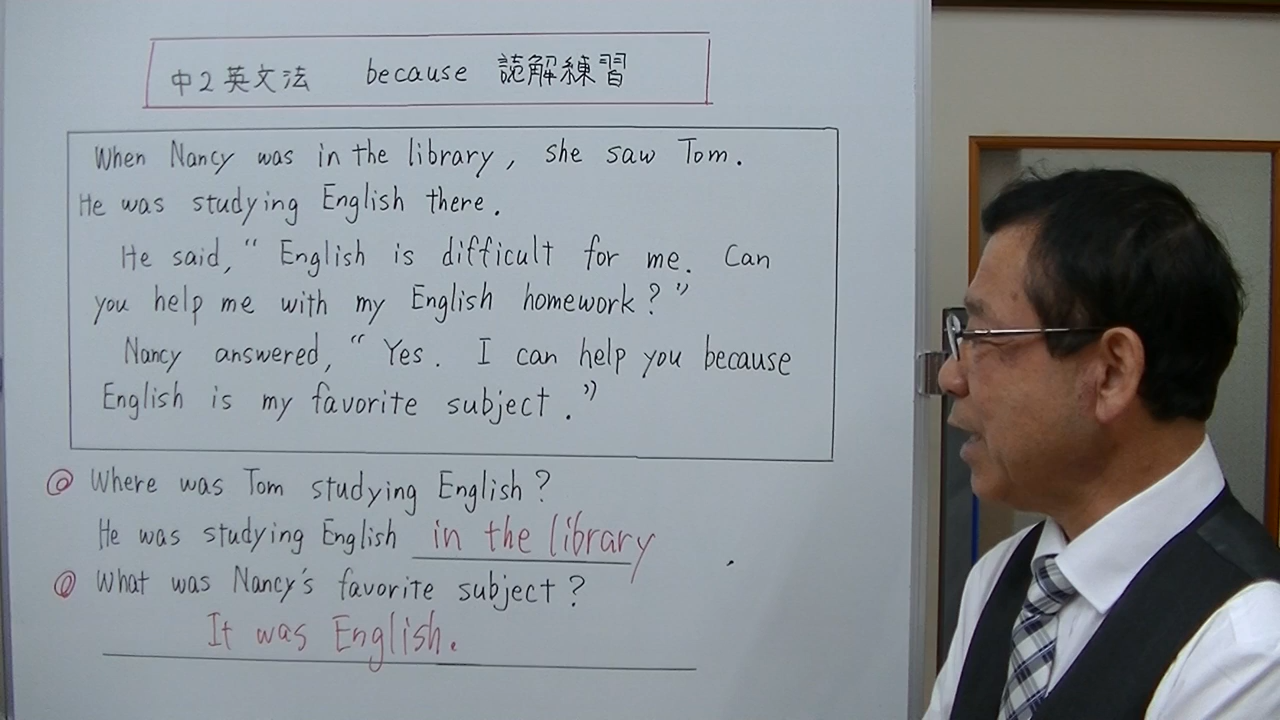 中2英文法 because 読解練習
When Nancy was in the library, she saw Tom.
He was studying English there.
He said, “ English is difficult for me. Can
you help me with my English homework?”
Nancy answered, “ Yes. I can help you because
English is my favorite subject.”
◎ Where was Tom studying English?
He was studying English in the library .
◎ What was Nancy's favorite subject?
It was English.